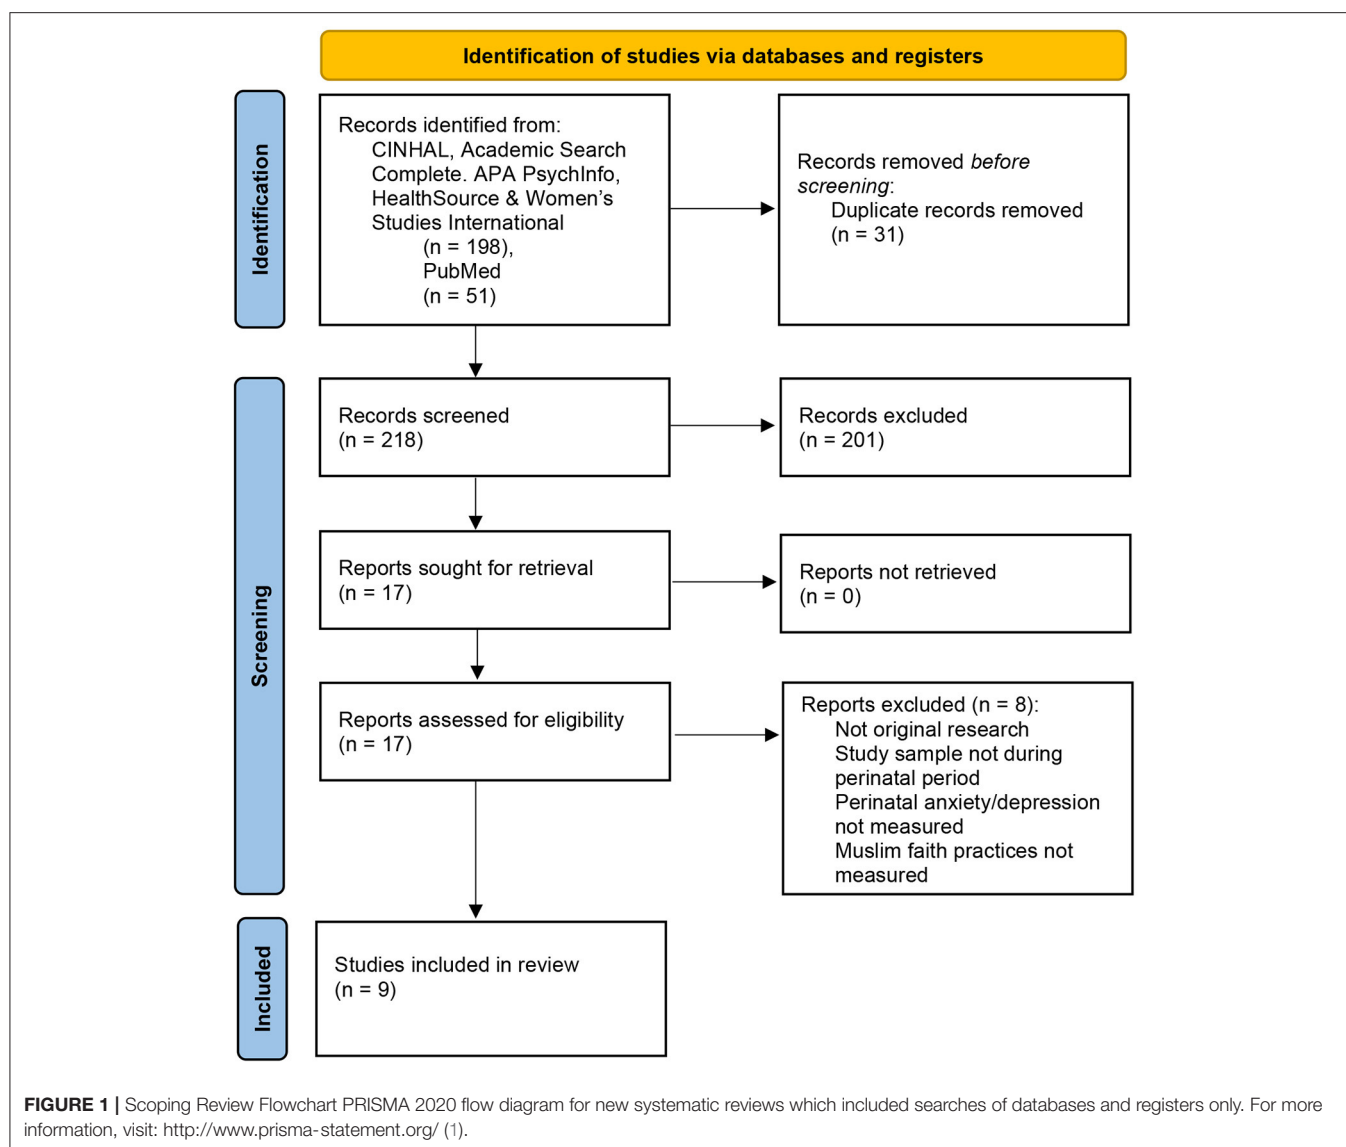 Identification of studies via databases and registers
Identification
Records identified from:
CINHAL, Academic Search
Complete. APA PsychInfo,
HealthSource & Women's
Studies International
(n = 198),
PubMed
(n = 51)
Records removed before
screening:
Duplicate records removed
(n = 31)
Screening
Records screened
(n = 218)
Records excluded
(n = 201)
Reports sought for retrieval
(n = 17)
Reports not retrieved
(n = 0)
Reports assessed for eligibility
(n = 17)
Reports excluded (n = 8):
Not original research
Study sample not during
perinatal period
Perinatal anxiety/depression
not measured
Muslim faith practices not
measured
Included
Studies included in review
(n = 9)
FIGURE 1 | Scoping Review Flowchart PRISMA 2020 flow diagram for new systematic reviews which included searches of databases and registers only. For more
information, visit: http://www.prisma-statement.org/ (1).